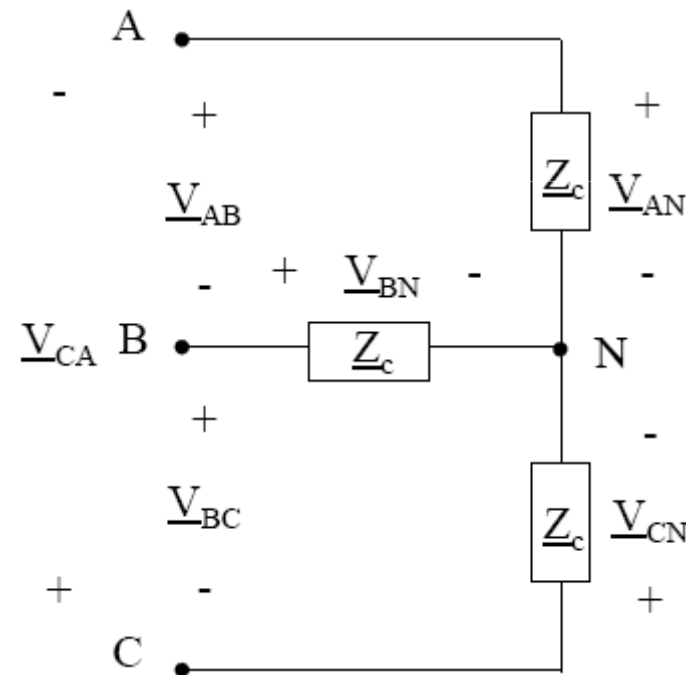 A
- + +
Z_c V_AN
V_AB
+ V_BN -
- -
V_CA B Z_c N
+ -
V_BC Z_c V_CN
+ - +
C